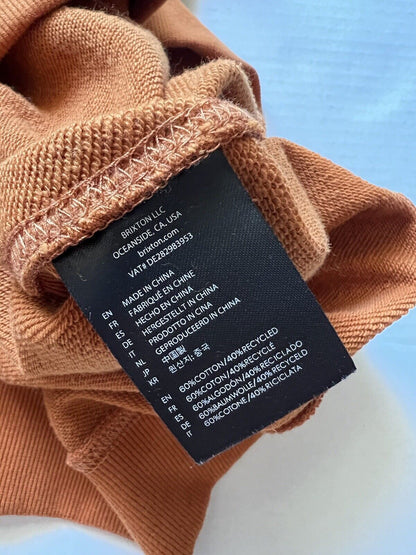 BRIXTON LLC
OCEANSIDE, CA, USA
brixton.com
VAT# DE282983953
EN MADE IN CHINA
FR FABRIQUÉ EN CHINE
ES HECHO EN CHINA
DE HERGESTELLT IN CHINA
IT PRODOTTO IN CINA
NL GEPRODUCEERD IN CHINA
JP 中国製
KR 원산지: 중국
EN 60%COTTON/40%RECYCLED
FR 60%COTON/40%RECYCLÉ
ES 60%ALGODÓN/40%RECICLADO
DE 60%BAUMWOLLE/40%RECYCELT
IT 60%COTONE/40%RICICLATA